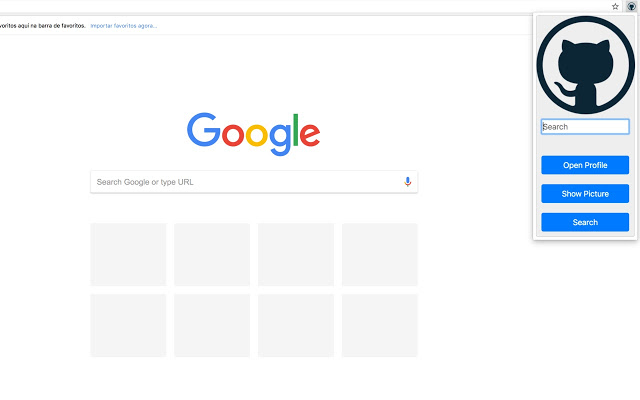 voritos aqui na barra de favoritos. Importar favoritos agora...
Google
Search Google or type URL
Search
Open Profile
Show Picture
Search